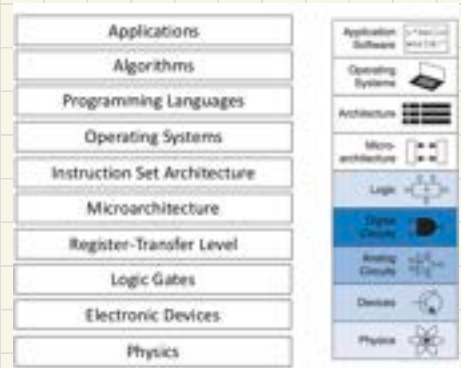 Applications
Algorithms
Programming Languages
Operating Systems
Instruction Set Architecture
Microarchitecture
Register-Transfer Level
Logic Gates
Electronic Devices
Physics
Application
Software
Operating
Systems
Architecture
Micro-
architecture
Logic
Digital
Circuits
Analog
Circuits
Devices
Physics